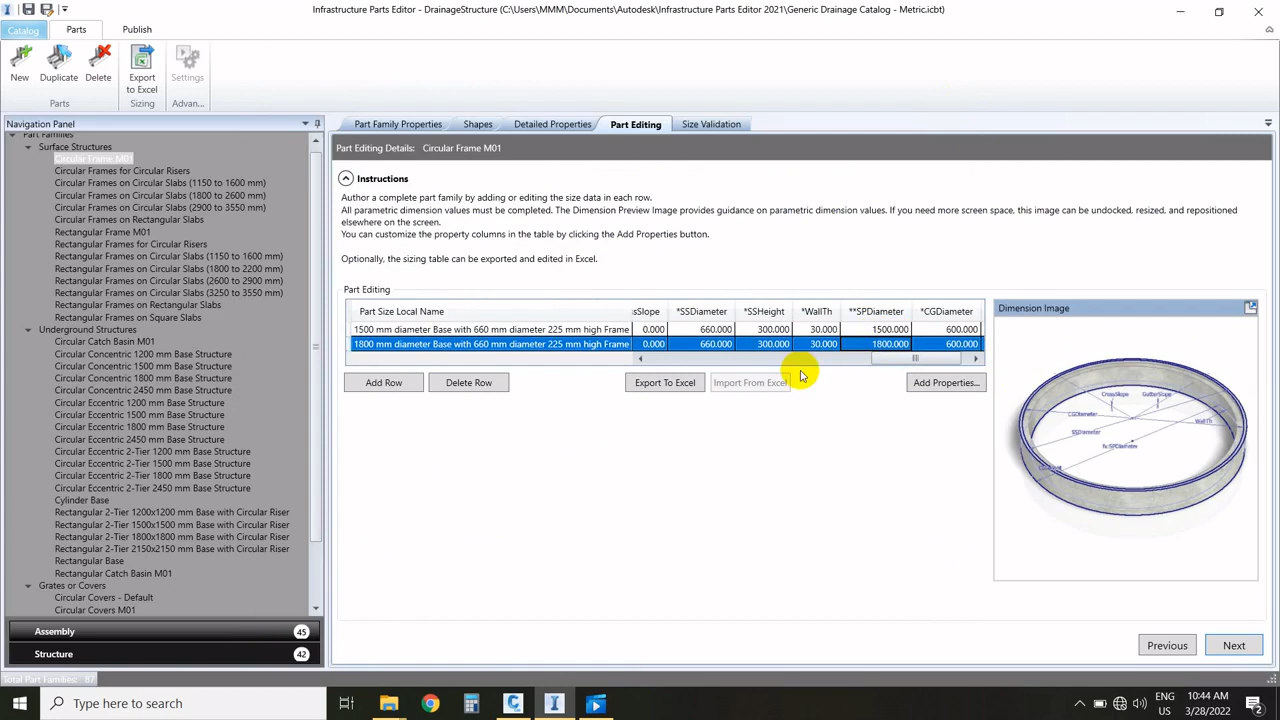 Infrastructure Parts Editor - DrainageStructure (C:\Users\MMM\Documents\Autodesk\Infrastructure Parts Editor 2021\Generic Drainage Catalog - Metric.icbt)
Catalog Parts Publish
New Duplicate Delete Export to Excel Settings
Parts Sizing Advan...
Navigation Panel
Part Families
Surface Structures
Circular Frame M01
Circular Frames for Circular Risers
Circular Frames on Circular Slabs (1150 to 1600 mm)
Circular Frames on Circular Slabs (1800 to 2600 mm)
Circular Frames on Circular Slabs (2900 to 3550 mm)
Circular Frames on Rectangular Slabs
Rectangular Frame M01
Rectangular Frames for Circular Risers
Rectangular Frames on Circular Slabs (1150 to 1600 mm)
Rectangular Frames on Circular Slabs (1800 to 2200 mm)
Rectangular Frames on Circular Slabs (2600 to 2900 mm)
Rectangular Frames on Circular Slabs (3250 to 3550 mm)
Rectangular Frames on Rectangular Slabs
Rectangular Frames on Square Slabs
Underground Structures
Circular Catch Basin M01
Circular Concentric 1200 mm Base Structure
Circular Concentric 1500 mm Base Structure
Circular Concentric 1800 mm Base Structure
Circular Concentric 2450 mm Base Structure
Circular Eccentric 1200 mm Base Structure
Circular Eccentric 1500 mm Base Structure
Circular Eccentric 1800 mm Base Structure
Circular Eccentric 2450 mm Base Structure
Circular Eccentric 2-Tier 1200 mm Base Structure
Circular Eccentric 2-Tier 1500 mm Base Structure
Circular Eccentric 2-Tier 1800 mm Base Structure
Circular Eccentric 2-Tier 2450 mm Base Structure
Cylinder Base
Rectangular 2-Tier 1200x1200 mm Base with Circular Riser
Rectangular 2-Tier 1500x1500 mm Base with Circular Riser
Rectangular 2-Tier 1800x1800 mm Base with Circular Riser
Rectangular 2-Tier 2150x2150 mm Base with Circular Riser
Rectangular Base
Rectangular Catch Basin M01
Grates or Covers
Circular Covers - Default
Circular Covers M01
Assembly 45
Structure 42
Total Part Families: 87
Part Family Properties Shapes Detailed Properties Part Editing Size Validation
Part Editing Details: Circular Frame M01
Instructions
Author a complete part family by adding or editing the size data in each row.
All parametric dimension values must be completed. The Dimension Preview Image provides guidance on parametric dimension values. If you need more screen space, this image can be undocked, resized, and repositioned
elsewhere on the screen.
You can customize the property columns in the table by clicking the Add Properties button.
Optionally, the sizing table can be exported and edited in Excel.
Part Editing
Part Size Local Name ssSlope *SSDiameter *SSHeight *WallTh **SPDiameter *CGDiameter
1500 mm diameter Base with 660 mm diameter 225 mm high Frame 0.000 660.000 300.000 30.000 1500.000 600.000
1800 mm diameter Base with 660 mm diameter 225 mm high Frame 0.000 660.000 300.000 30.000 1800.000 600.000
Add Row Delete Row Export To Excel Import From Excel Add Properties...
Dimension Image
CrossSlope GutterSlope
CGDiameter
WallTh
SSDiameter
fx:SPDiameter
Previous Next
Type here to search
ENG
US
10:44 AM
3/28/2022
2